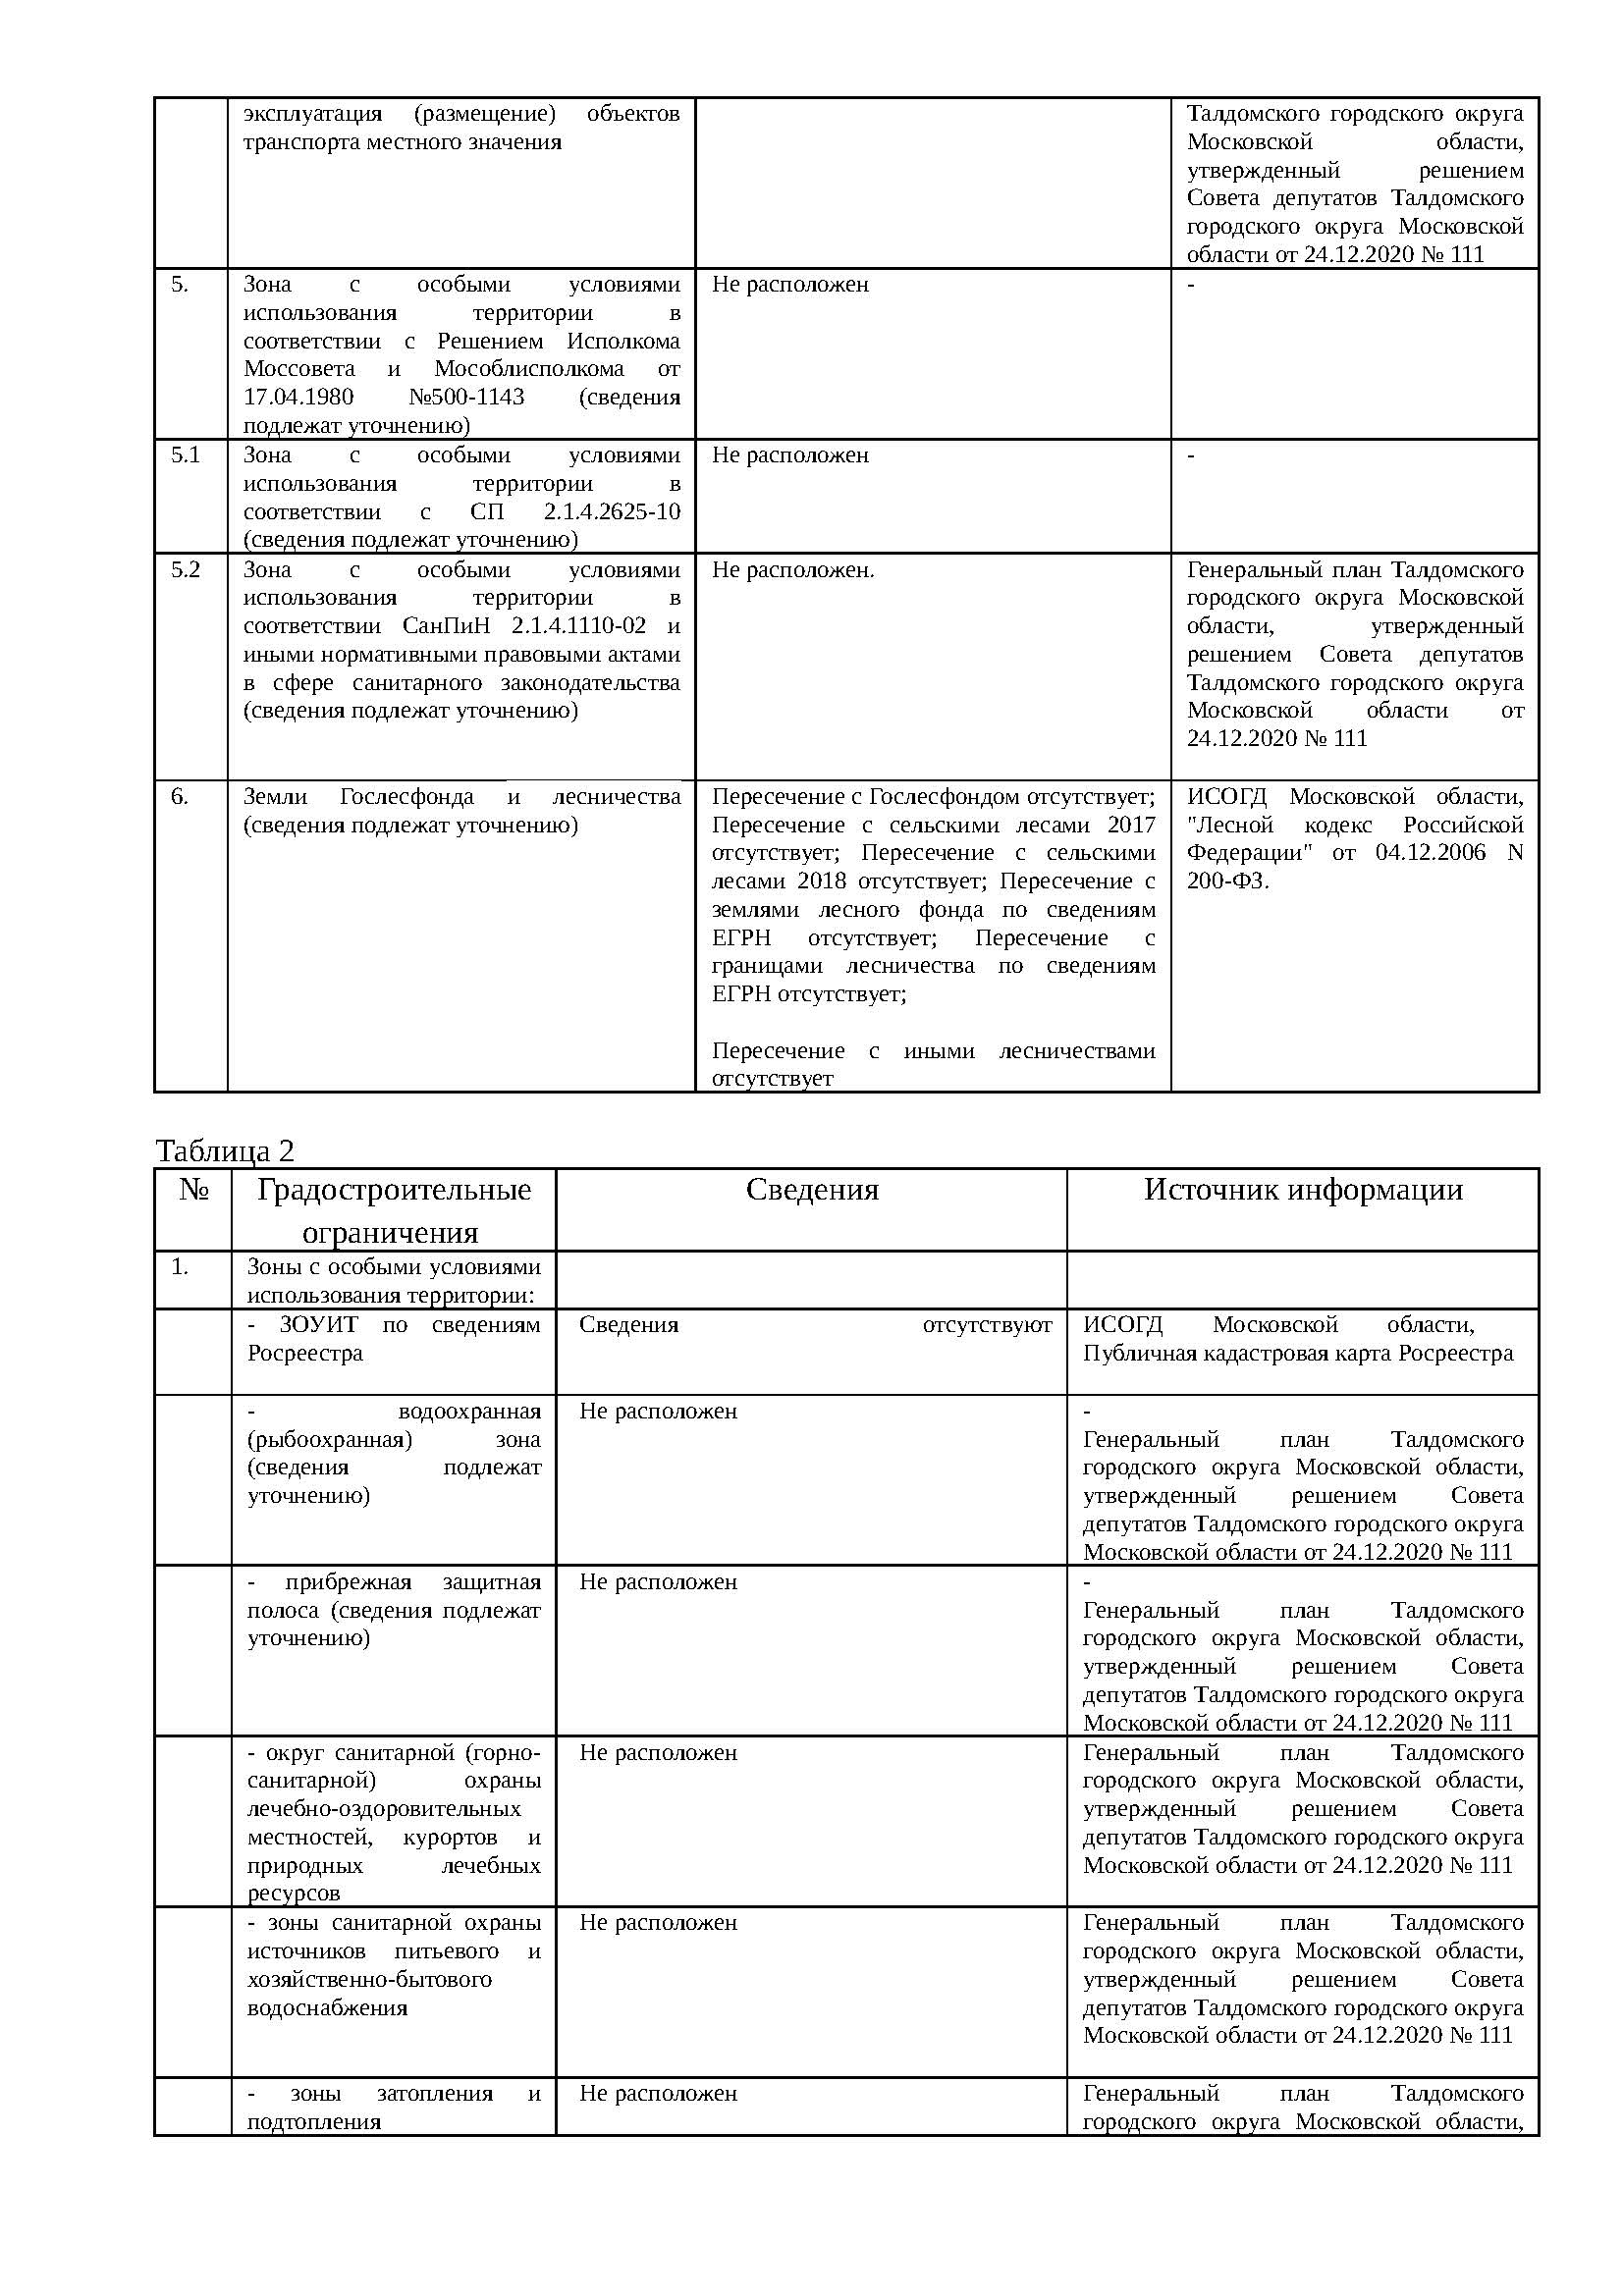 эксплуатация (размещение) объектов
транспорта местного значения
Талдомского городского округа
Московской области,
утвержденный решением
Совета депутатов Талдомского
городского округа Московской
области от 24.12.2020 № 111
5.
Зона с особыми условиями
использования территории в
соответствии с Решением Исполкома
Моссовета и Мособлисполкома от
17.04.1980 №500-1143 (сведения
подлежат уточнению)
Не расположен
-
5.1
Зона с особыми условиями
использования территории в
соответствии с СП 2.1.4.2625-10
(сведения подлежат уточнению)
Не расположен
-
5.2
Зона с особыми условиями
использования территории в
соответствии СанПиН 2.1.4.1110-02 и
иными нормативными правовыми актами
в сфере санитарного законодательства
(сведения подлежат уточнению)
Не расположен.
Генеральный план Талдомского
городского округа Московской
области, утвержденный
решением Совета депутатов
Талдомского городского округа
Московской области от
24.12.2020 № 111
6.
Земли Гослесфонда и лесничества
(сведения подлежат уточнению)
Пересечение с Гослесфондом отсутствует;
Пересечение с сельскими лесами 2017
отсутствует; Пересечение с сельскими
лесами 2018 отсутствует; Пересечение с
землями лесного фонда по сведениям
ЕГРН отсутствует; Пересечение с
границами лесничества по сведениям
ЕГРН отсутствует;
Пересечение с иными лесничествами
отсутствует
ИСОГД Московской области,
"Лесной кодекс Российской
Федерации" от 04.12.2006 N
200-ФЗ.
Таблица 2
№
Градостроительные
ограничения
Сведения
Источник информации
1.
Зоны с особыми условиями
использования территории:
- ЗОУИТ по сведениям
Росреестра
Сведения отсутствуют
ИСОГД Московской области,
Публичная кадастровая карта Росреестра
- водоохранная
(рыбоохранная) зона
(сведения подлежат
уточнению)
Не расположен
-
Генеральный план Талдомского
городского округа Московской области,
утвержденный решением Совета
депутатов Талдомского городского округа
Московской области от 24.12.2020 № 111
- прибрежная защитная
полоса (сведения подлежат
уточнению)
Не расположен
-
Генеральный план Талдомского
городского округа Московской области,
утвержденный решением Совета
депутатов Талдомского городского округа
Московской области от 24.12.2020 № 111
- округ санитарной (горно-
санитарной) охраны
лечебно-оздоровительных
местностей, курортов и
природных лечебных
ресурсов
Не расположен
Генеральный план Талдомского
городского округа Московской области,
утвержденный решением Совета
депутатов Талдомского городского округа
Московской области от 24.12.2020 № 111
- зоны санитарной охраны
источников питьевого и
хозяйственно-бытового
водоснабжения
Не расположен
Генеральный план Талдомского
городского округа Московской области,
утвержденный решением Совета
депутатов Талдомского городского округа
Московской области от 24.12.2020 № 111
- зоны затопления и
подтопления
Не расположен
Генеральный план Талдомского
городского округа Московской области,